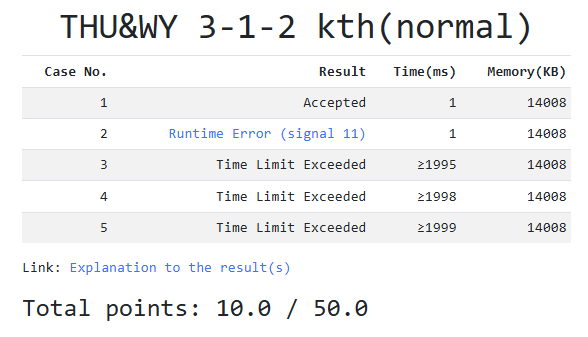 THU&WY 3-1-2 kth(normal)
Case No. Result Time(ms) Memory(KB)
1 Accepted 1 14008
2 Runtime Error (signal 11) 1 14008
3 Time Limit Exceeded ≥1995 14008
4 Time Limit Exceeded ≥1998 14008
5 Time Limit Exceeded ≥1999 14008
Link: Explanation to the result(s)
Total points: 10.0 / 50.0